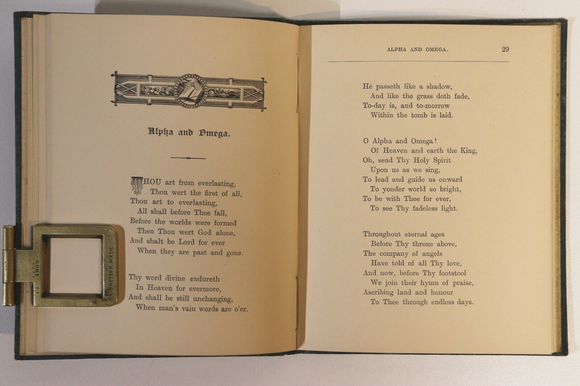 Alpha and Omega.
THOU art from everlasting,
Thou wert the first of all,
Thou art to everlasting,
All shall before Thee fall,
Before the worlds were formed
Then Thou wert God alone,
And shalt be Lord for ever
When they are past and gone.
Thy word divine endureth
In Heaven for evermore,
And shall be still unchanging,
When man's vain words are o'er.
ALPHA AND OMEGA.
29
He passeth like a shadow,
And like the grass doth fade,
To-day is, and to-morrow
Within the tomb is laid.
O Alpha and Omega!
Of Heaven and earth the King,
Oh, send Thy Holy Spirit
Upon us as we sing,
To lead and guide us onward
To yonder world so bright,
To be with Thee for ever,
To see Thy fadeless light.
Throughout eternal ages
Before Thy throne above,
The company of angels
Have told of all Thy love,
And now, before Thy footstool
We join their hymn of praise,
Ascribing laud and honour
To Thee through endless days.